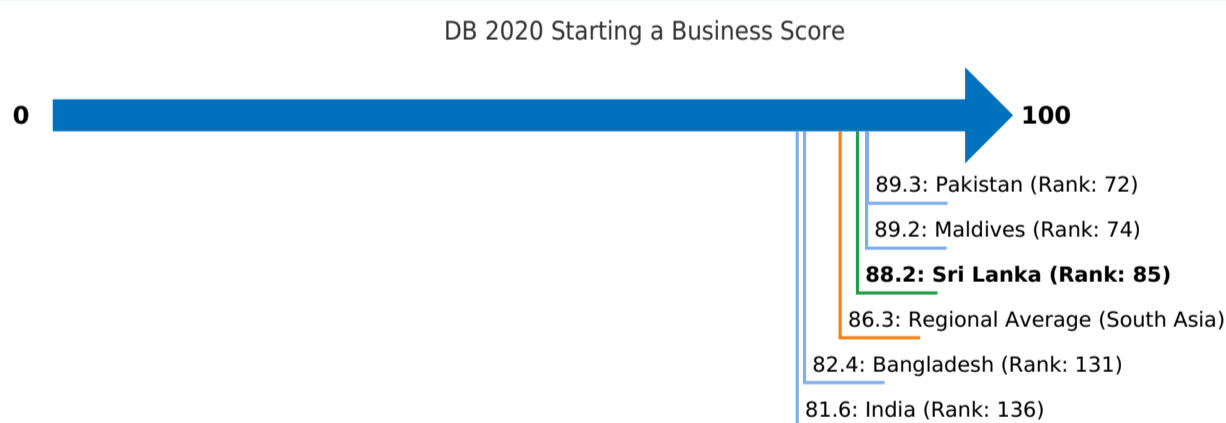 DB 2020 Starting a Business Score
0
100
89.3: Pakistan (Rank: 72)
89.2: Maldives (Rank: 74)
88.2: Sri Lanka (Rank: 85)
86.3: Regional Average (South Asia)
82.4: Bangladesh (Rank: 131)
81.6: India (Rank: 136)